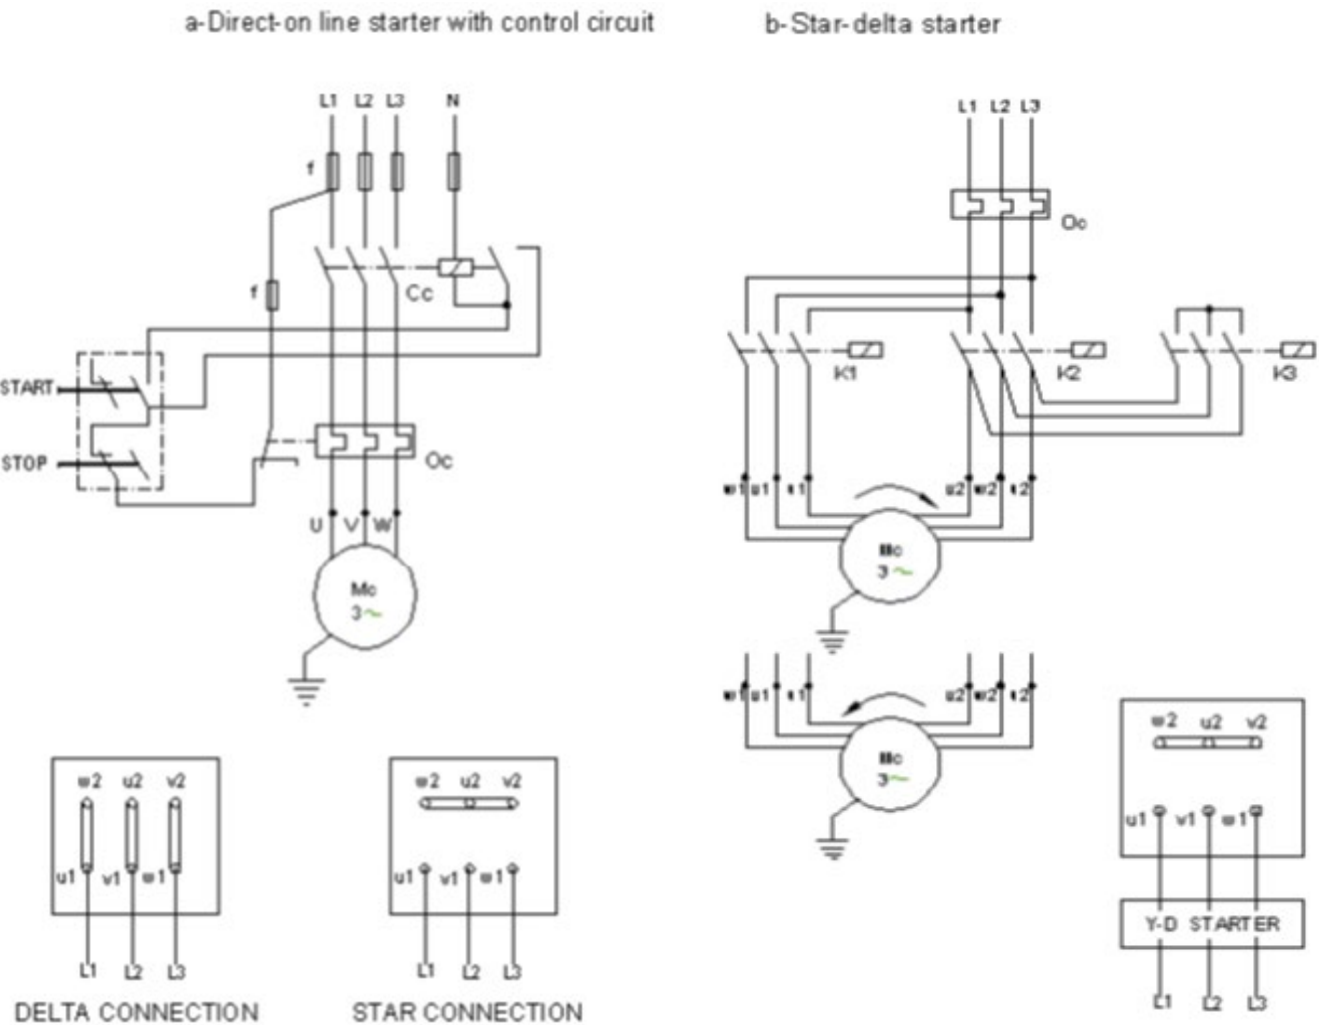 a-Direct-on line starter with control circuit
b-Star-delta starter
L1 L2 L3 N
f
f
Cc
START
STOP
Oc
U V W
Mc
3~
L1 L2 L3
Oc
K1
K2
K3
w1 u1 v1
u2 w2 v2
Mc
3~
w1 u1 v1
u2 w2 v2
Mc
3~
w2 u2 v2
u1 v1 w1
L1 L2 L3
DELTA CONNECTION
w2 u2 v2
u1 v1 w1
L1 L2 L3
STAR CONNECTION
w2 u2 v2
u1 v1 w1
Y-D STARTER
L1 L2 L3